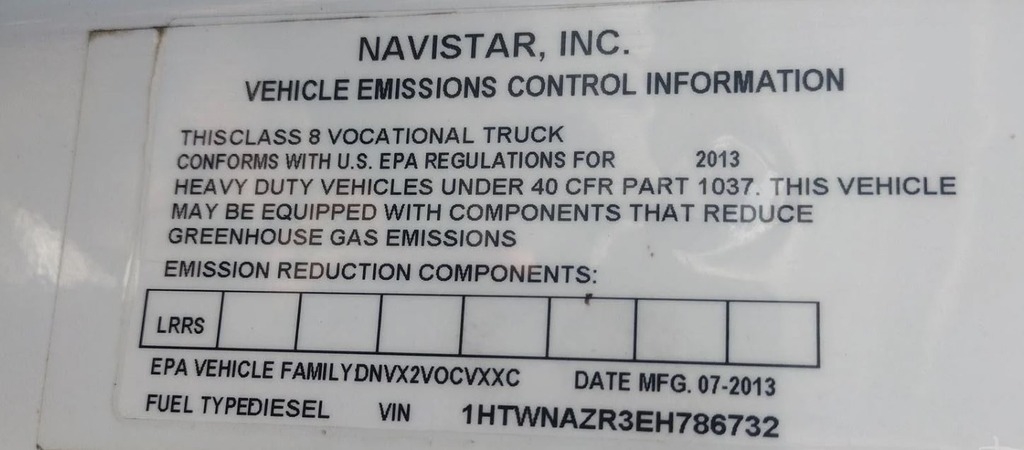 NAVISTAR, INC.
VEHICLE EMISSIONS CONTROL INFORMATION
THISCLASS 8 VOCATIONAL TRUCK
CONFORMS WITH U.S. EPA REGULATIONS FOR 2013
HEAVY DUTY VEHICLES UNDER 40 CFR PART 1037. THIS VEHICLE
MAY BE EQUIPPED WITH COMPONENTS THAT REDUCE
GREENHOUSE GAS EMISSIONS
EMISSION REDUCTION COMPONENTS:
LRRS
EPA VEHICLE FAMILYDNVX2VOCVXXC DATE MFG. 07-2013
FUEL TYPEDIESEL VIN 1HTWNAZR3EH786732